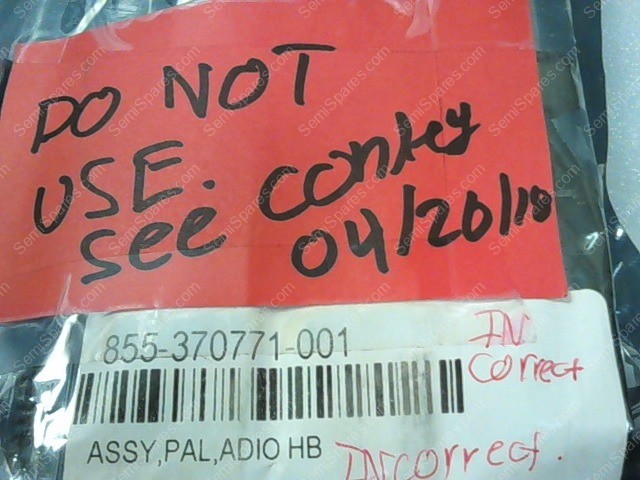 DO NOT
USE.
See Conley
04/20/10
855-370771-001
IN
correct
ASSY,PAL,ADIO HB
INcorrect.